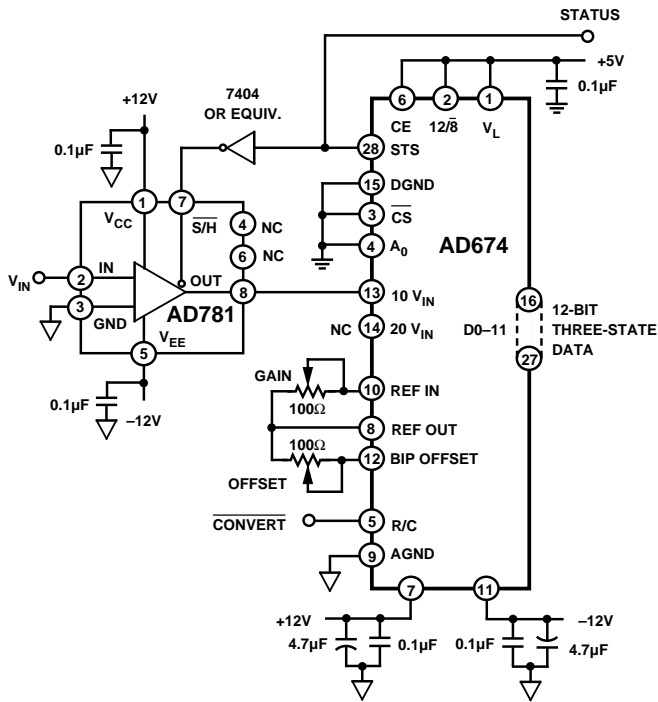 STATUS
+5V
0.1µF
7404
OR EQUIV.
+12V
0.1µF
6
2
1
CE
12/8̅
V_L
28
STS
15
DGND
3
C̅S̅
4
A_0
AD674
1
7
V_CC
S̅/̅H̅
4
NC
6
NC
V_IN
2
IN
OUT
8
3
GND
AD781
V_EE
5
0.1µF
–12V
13
10 V_IN
NC
14
20 V_IN
16
D0–11
27
12-BIT
THREE-STATE
DATA
GAIN
100Ω
10
REF IN
8
REF OUT
100Ω
12
BIP OFFSET
OFFSET
C̅O̅N̅V̅E̅R̅T̅
5
R/C
9
AGND
7
11
+12V
4.7µF
0.1µF
–12V
0.1µF
4.7µF